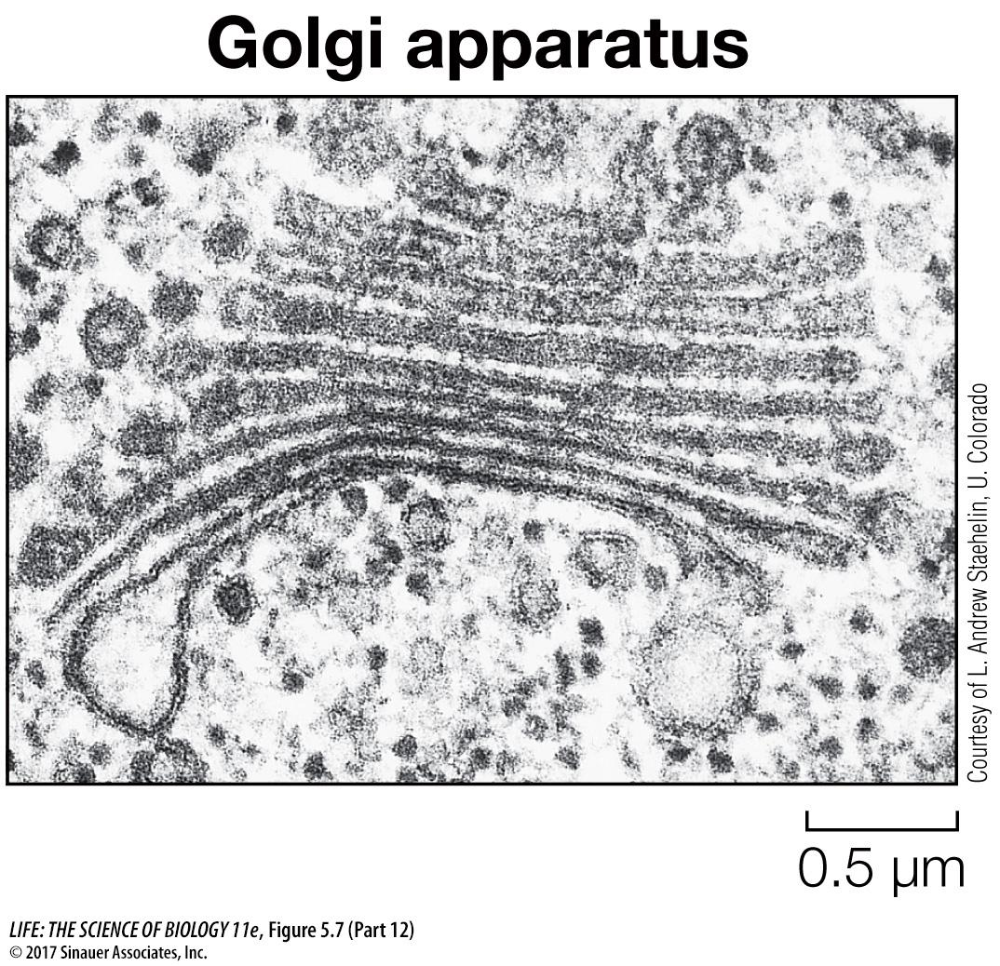 Golgi apparatus
Courtesy of L. Andrew Staehelin, U. Colorado
0.5 µm
LIFE: THE SCIENCE OF BIOLOGY 11e, Figure 5.7 (Part 12)
© 2017 Sinauer Associates, Inc.